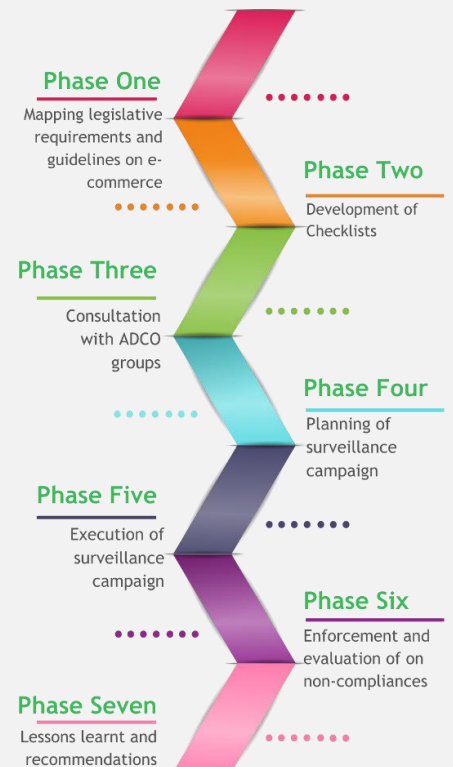 Phase One
Mapping legislative
requirements and
guidelines on e-
commerce
Phase Two
Development of
Checklists
Phase Three
Consultation
with ADCO
groups
Phase Four
Planning of
surveillance
campaign
Phase Five
Execution of
surveillance
campaign
Phase Six
Enforcement and
evaluation of on
non-compliances
Phase Seven
Lessons learnt and
recommendations